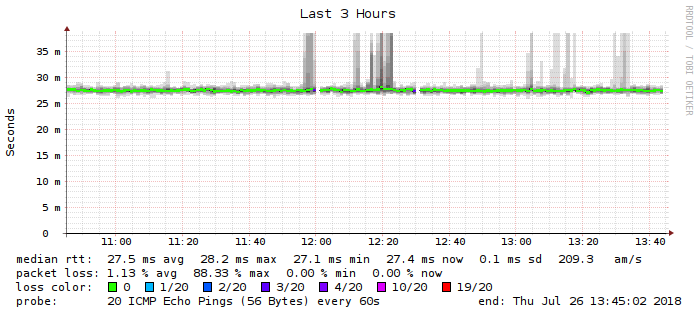 Last 3 Hours
RRDTOOL / TOBI OETIKER
Seconds
35 m
30 m
25 m
20 m
15 m
10 m
5 m
0
11:00 11:20 11:40 12:00 12:20 12:40 13:00 13:20 13:40
median rtt: 27.5 ms avg 28.2 ms max 27.1 ms min 27.4 ms now 0.1 ms sd 209.3 am/s
packet loss: 1.13 % avg 88.33 % max 0.00 % min 0.00 % now
loss color: 0 1/20 2/20 3/20 4/20 10/20 19/20
probe: 20 ICMP Echo Pings (56 Bytes) every 60s end: Thu Jul 26 13:45:02 2018